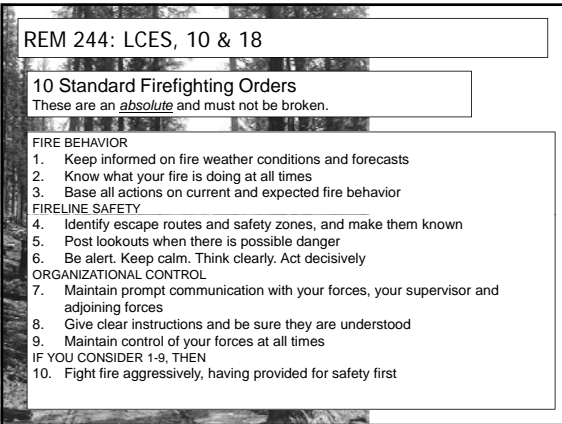 REM 244: LCES, 10 & 18
10 Standard Firefighting Orders
These are an absolute and must not be broken.
FIRE BEHAVIOR
1. Keep informed on fire weather conditions and forecasts
2. Know what your fire is doing at all times
3. Base all actions on current and expected fire behavior
FIRELINE SAFETY
4. Identify escape routes and safety zones, and make them known
5. Post lookouts when there is possible danger
6. Be alert. Keep calm. Think clearly. Act decisively
ORGANIZATIONAL CONTROL
7. Maintain prompt communication with your forces, your supervisor and
adjoining forces
8. Give clear instructions and be sure they are understood
9. Maintain control of your forces at all times
IF YOU CONSIDER 1-9, THEN
10. Fight fire aggressively, having provided for safety first